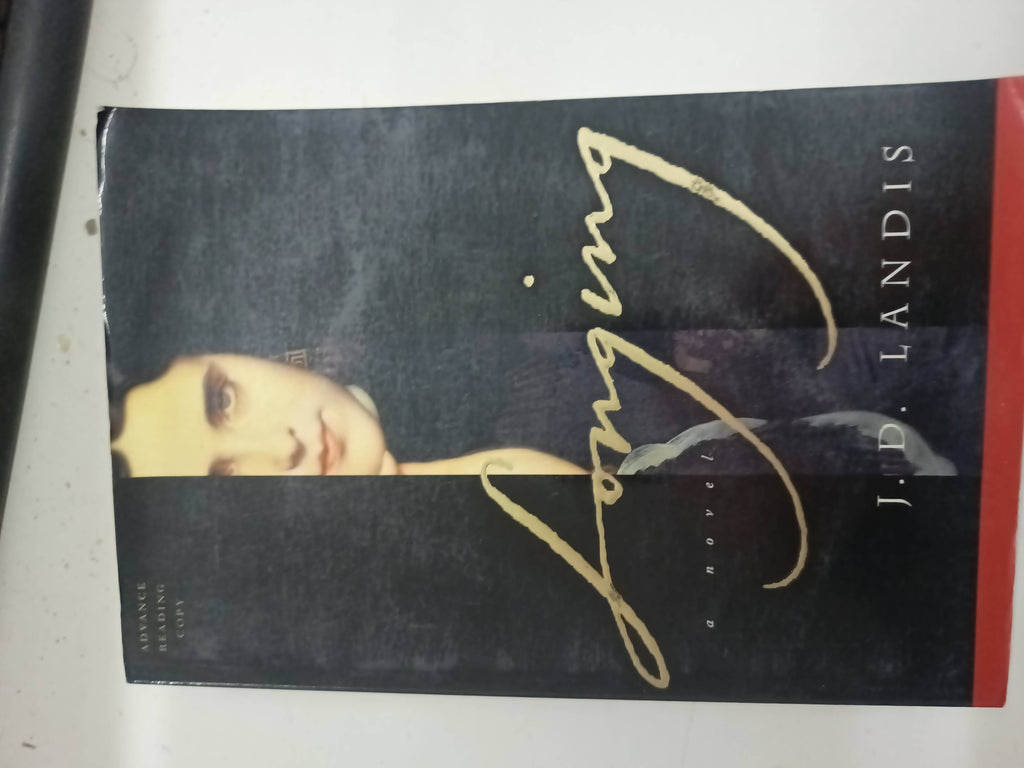 ADVANCE
READING
COPY
Longing
a novel
J.D. LANDIS